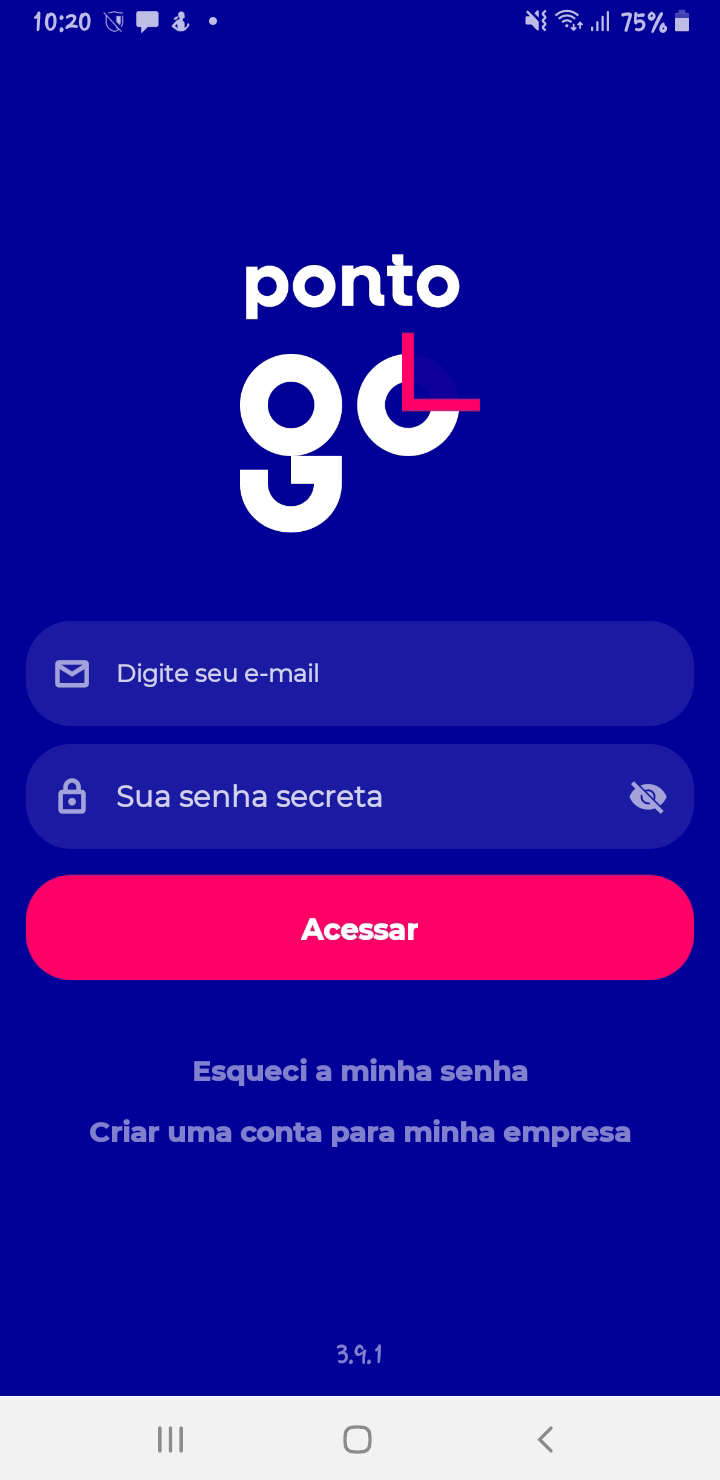 10:20
75%
ponto
go
Digite seu e-mail
Sua senha secreta
Acessar
Esqueci a minha senha
Criar uma conta para minha empresa
3.9.1